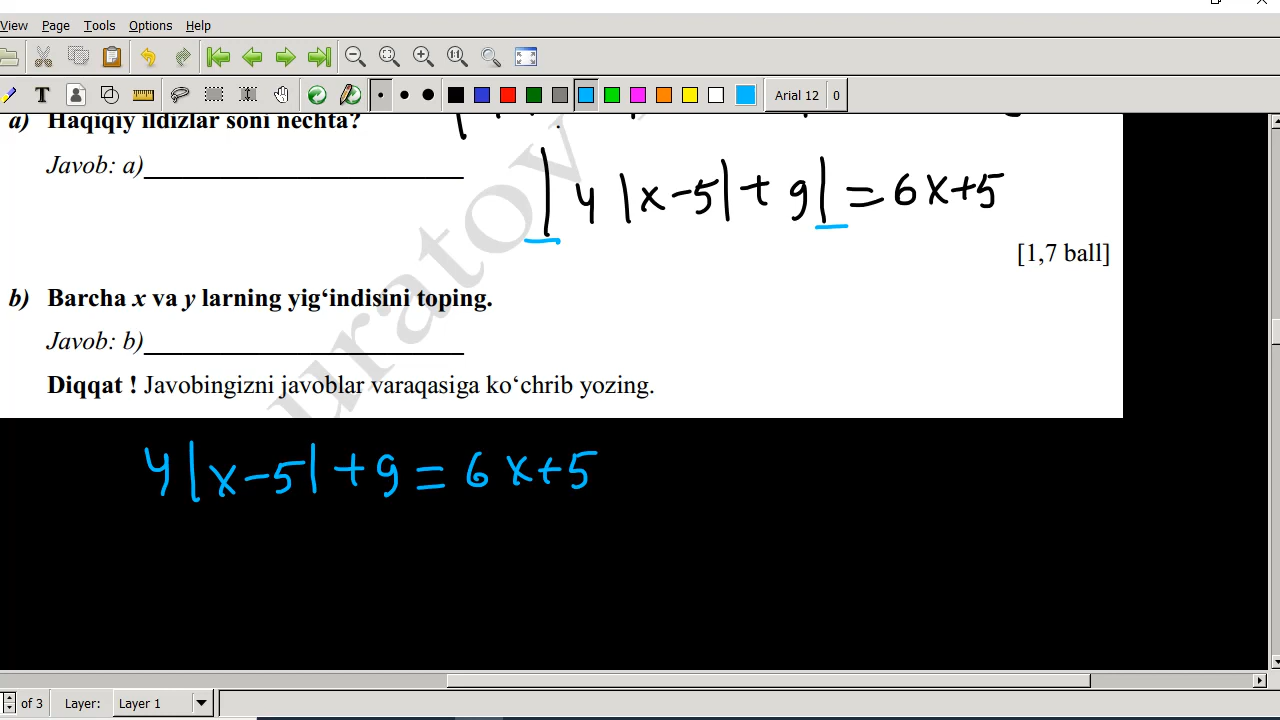 View Page Tools Options Help
Arial 12 0
a) Haqiqiy ildizlar soni nechta?
Javob: a)
|4|x-5|+9|=6x+5
[1,7 ball]
b) Barcha x va y larning yig‘indisini toping.
Javob: b)
Diqqat ! Javobingizni javoblar varaqasiga ko‘chrib yozing.
uratov
4|x-5|+9=6x+5
of 3 Layer: Layer 1